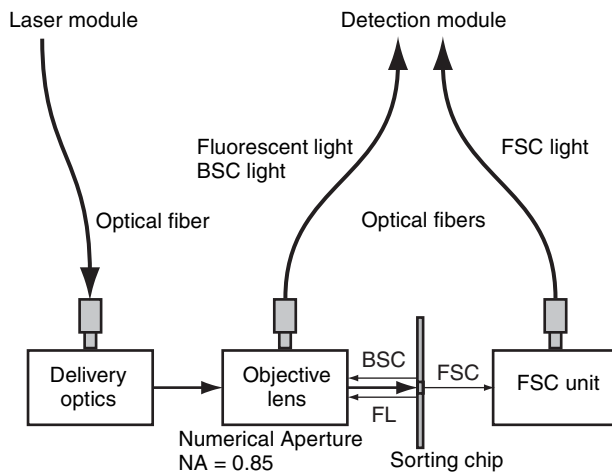 Laser module
Detection module
Fluorescent light
BSC light
FSC light
Optical fiber
Optical fibers
Delivery
optics
Objective
lens
BSC
FL
FSC
FSC unit
Numerical Aperture
NA = 0.85
Sorting chip